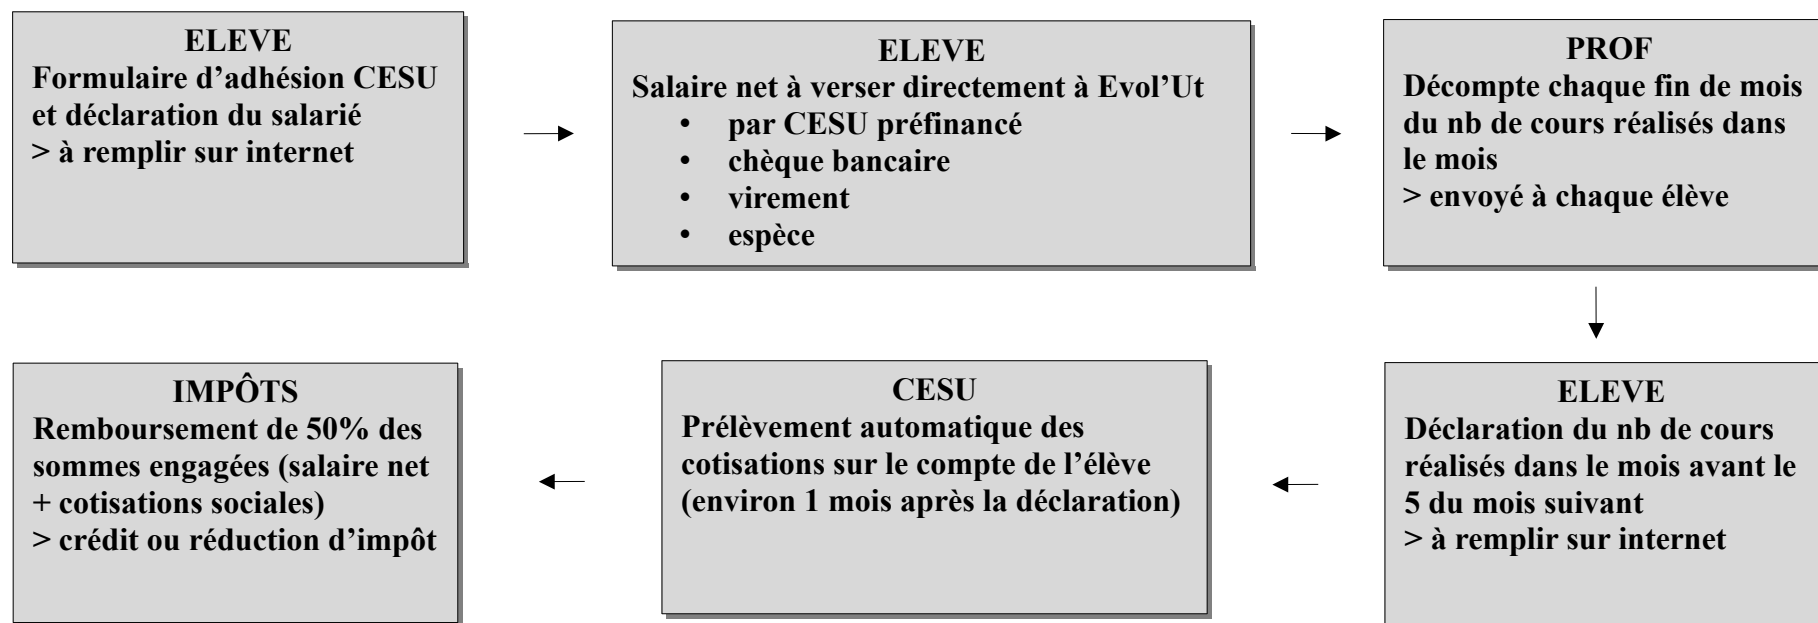 ELEVE
Formulaire d’adhésion CESU
et déclaration du salarié
> à remplir sur internet
ELEVE
Salaire net à verser directement à Evol’Ut
• par CESU préfinancé
• chèque bancaire
• virement
• espèce
PROF
Décompte chaque fin de mois
du nb de cours réalisés dans
le mois
> envoyé à chaque élève
ELEVE
Déclaration du nb de cours
réalisés dans le mois avant le
5 du mois suivant
> à remplir sur internet
CESU
Prélèvement automatique des
cotisations sur le compte de l’élève
(environ 1 mois après la déclaration)
IMPÔTS
Remboursement de 50% des
sommes engagées (salaire net
+ cotisations sociales)
> crédit ou réduction d’impôt